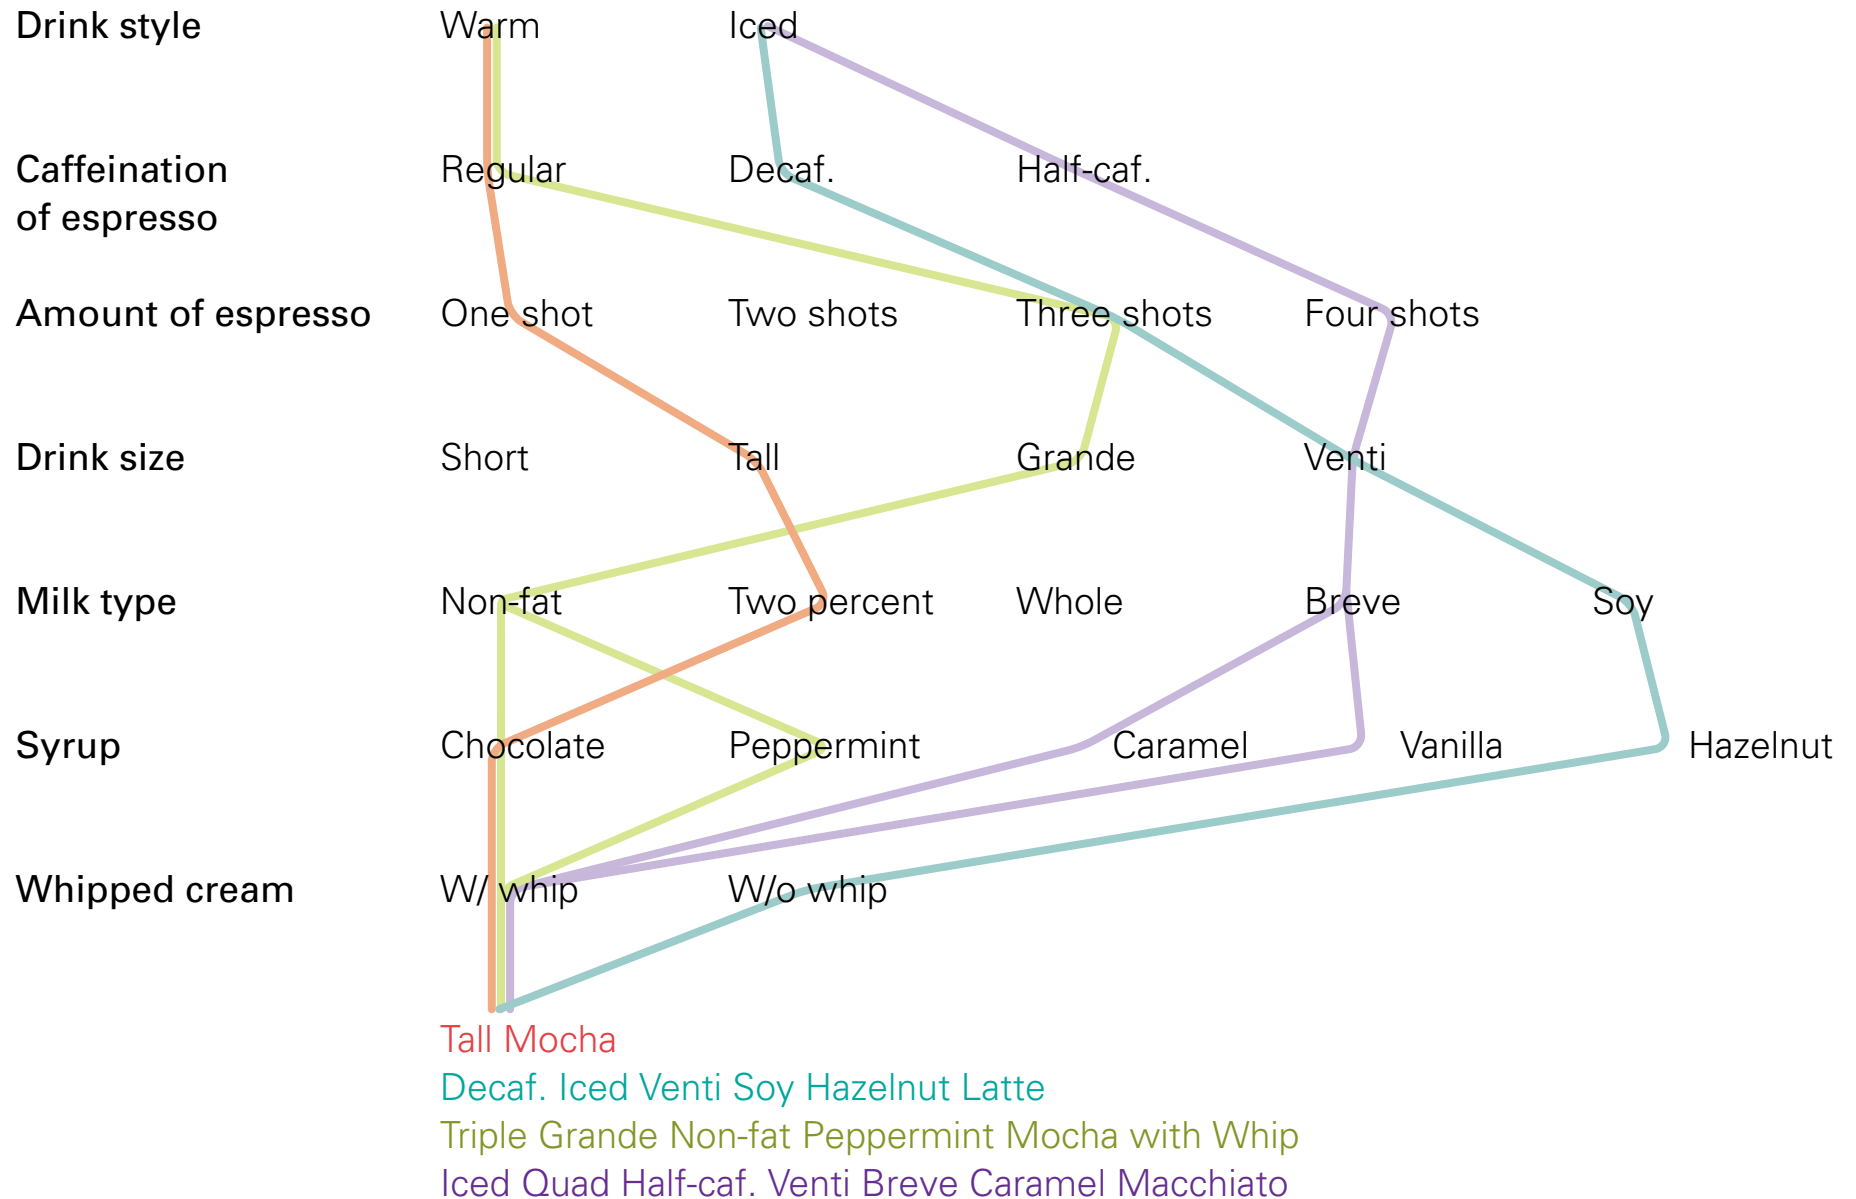 Drink style Warm Iced
Caffeination of espresso Regular Decaf. Half-caf.
Amount of espresso One shot Two shots Three shots Four shots
Drink size Short Tall Grande Venti
Milk type Non-fat Two percent Whole Breve Soy
Syrup Chocolate Peppermint Caramel Vanilla Hazelnut
Whipped cream W/ whip W/o whip
Tall Mocha
Decaf. Iced Venti Soy Hazelnut Latte
Triple Grande Non-fat Peppermint Mocha with Whip
Iced Quad Half-caf. Venti Breve Caramel Macchiato